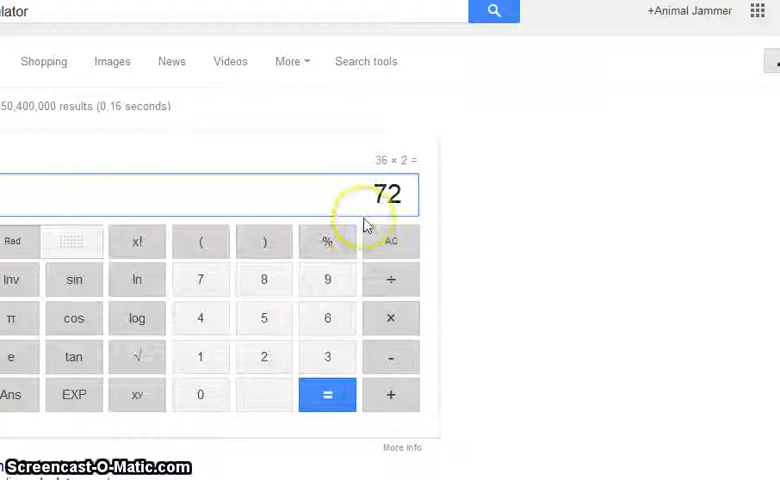 lator
+Animal Jammer
Shopping Images News Videos More Search tools
50,400,000 results (0.16 seconds)
36 × 2 =
72
Rad x! ( ) % AC
Inv sin ln 7 8 9 ÷
π cos log 4 5 6 ×
e tan √ 1 2 3 -
Ans EXP xy 0 = +
More info
Screencast-O-Matic.com